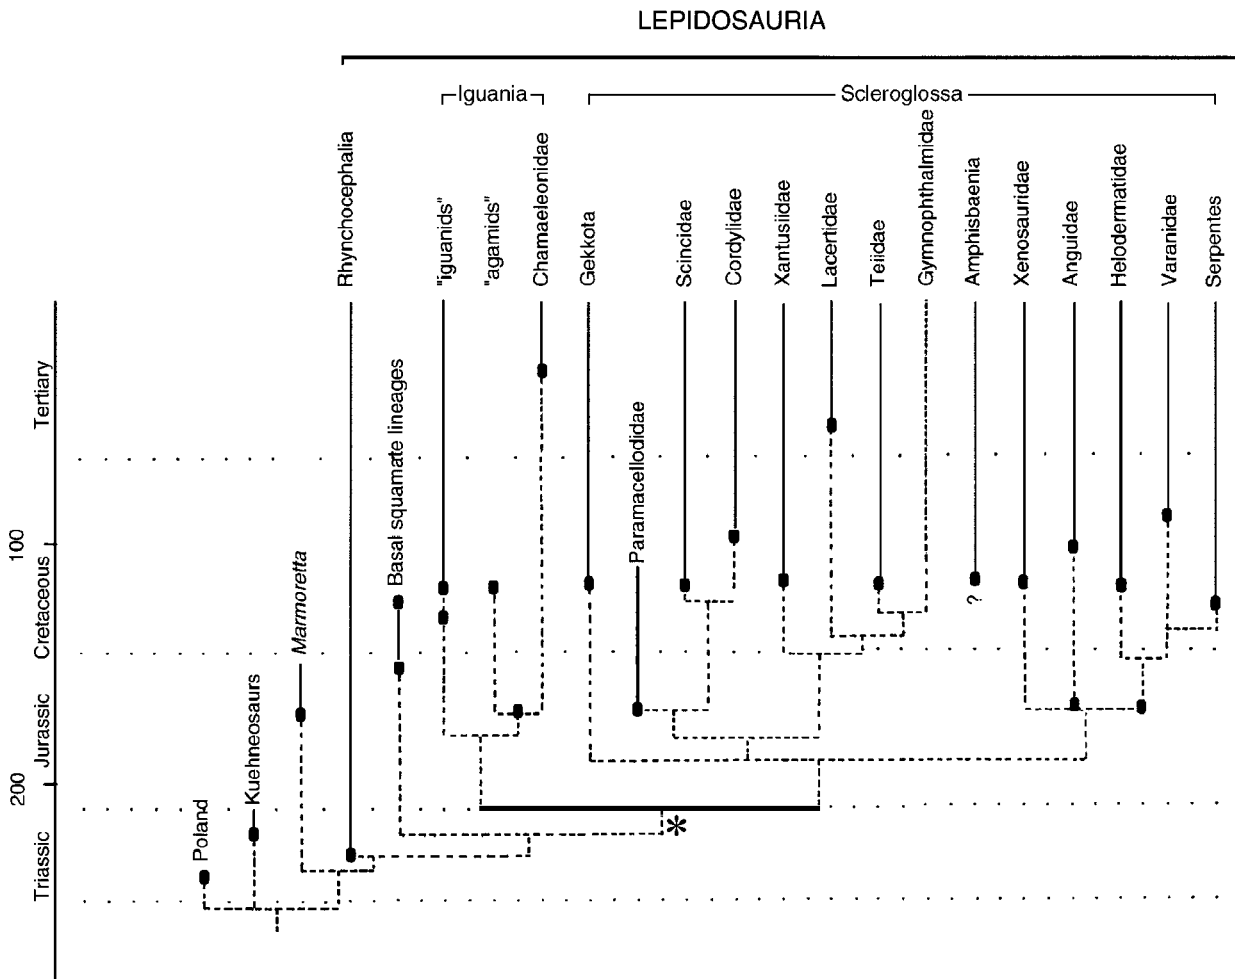 LEPIDOSAURIA
Iguania
Scleroglossa
Rhynchocephalia
"iguanids"
"agamids"
Chamaeleonidae
Gekkota
Scincidae
Cordylidae
Xantusiidae
Lacertidae
Teiidae
Gymnophthalmidae
Amphisbaenia
Xenosauridae
Anguidae
Helodermatidae
Varanidae
Serpentes
Basal squamate lineages
Paramacellodidae
Marmoretta
Kuehneosaurs
Poland
?
*
Tertiary
100
Cretaceous
Jurassic
200
Triassic